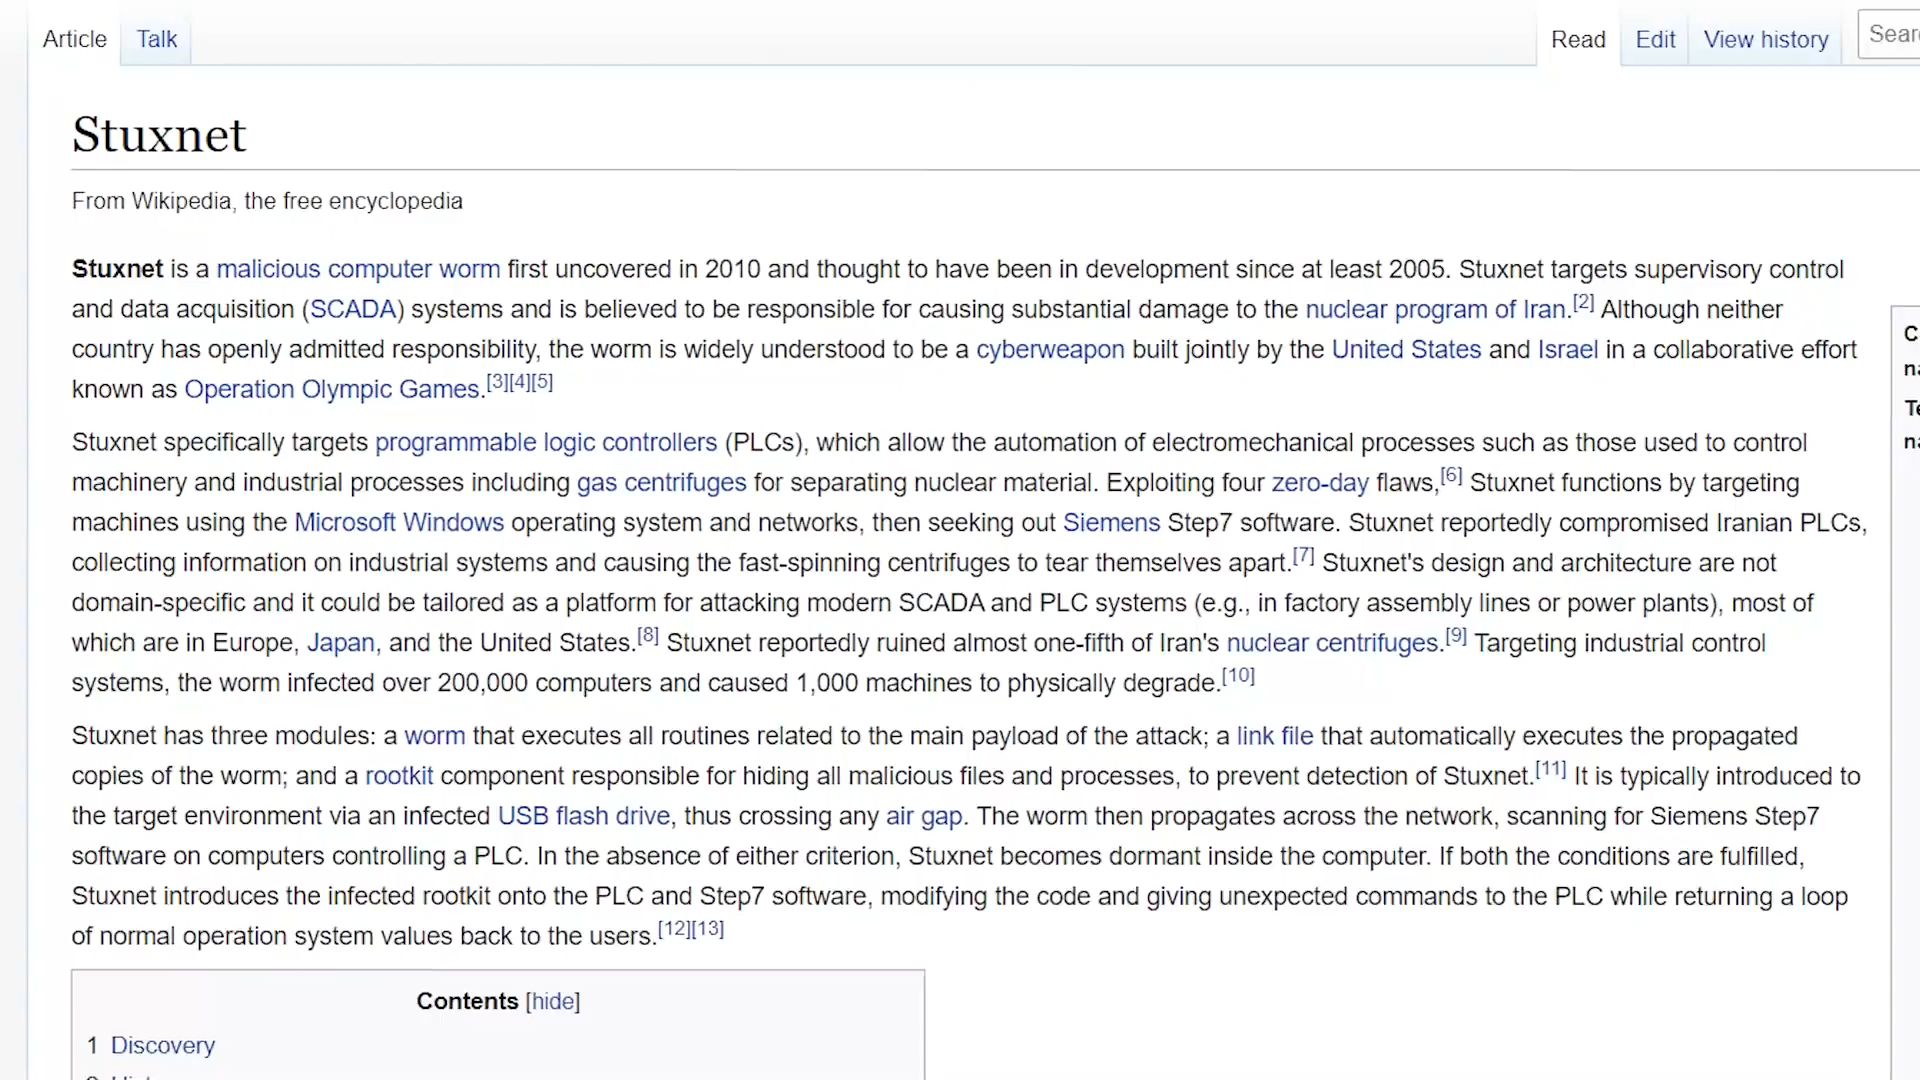 Article Talk Read Edit View history Sear
Stuxnet
From Wikipedia, the free encyclopedia
Stuxnet is a malicious computer worm first uncovered in 2010 and thought to have been in development since at least 2005. Stuxnet targets supervisory control
and data acquisition (SCADA) systems and is believed to be responsible for causing substantial damage to the nuclear program of Iran.[2] Although neither
country has openly admitted responsibility, the worm is widely understood to be a cyberweapon built jointly by the United States and Israel in a collaborative effort
known as Operation Olympic Games.[3][4][5]
Stuxnet specifically targets programmable logic controllers (PLCs), which allow the automation of electromechanical processes such as those used to control
machinery and industrial processes including gas centrifuges for separating nuclear material. Exploiting four zero-day flaws,[6] Stuxnet functions by targeting
machines using the Microsoft Windows operating system and networks, then seeking out Siemens Step7 software. Stuxnet reportedly compromised Iranian PLCs,
collecting information on industrial systems and causing the fast-spinning centrifuges to tear themselves apart.[7] Stuxnet's design and architecture are not
domain-specific and it could be tailored as a platform for attacking modern SCADA and PLC systems (e.g., in factory assembly lines or power plants), most of
which are in Europe, Japan, and the United States.[8] Stuxnet reportedly ruined almost one-fifth of Iran's nuclear centrifuges.[9] Targeting industrial control
systems, the worm infected over 200,000 computers and caused 1,000 machines to physically degrade.[10]
Stuxnet has three modules: a worm that executes all routines related to the main payload of the attack; a link file that automatically executes the propagated
copies of the worm; and a rootkit component responsible for hiding all malicious files and processes, to prevent detection of Stuxnet.[11] It is typically introduced to
the target environment via an infected USB flash drive, thus crossing any air gap. The worm then propagates across the network, scanning for Siemens Step7
software on computers controlling a PLC. In the absence of either criterion, Stuxnet becomes dormant inside the computer. If both the conditions are fulfilled,
Stuxnet introduces the infected rootkit onto the PLC and Step7 software, modifying the code and giving unexpected commands to the PLC while returning a loop
of normal operation system values back to the users.[12][13]
Contents [hide]
1 Discovery